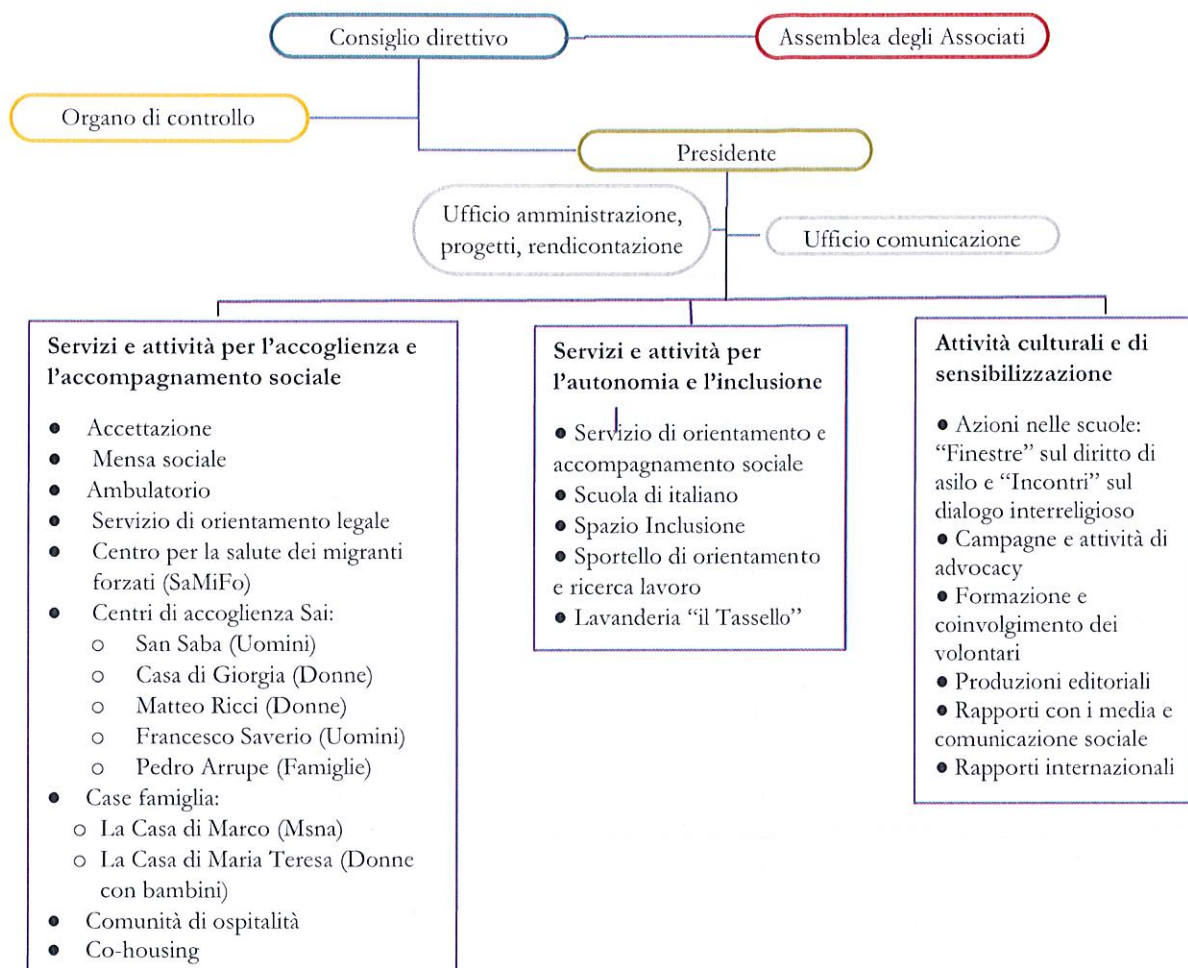 Consiglio direttivo
Assemblea degli Associati
Organo di controllo
Presidente
Ufficio amministrazione,
progetti, rendicontazione
Ufficio comunicazione
Servizi e attività per l’accoglienza e
l’accompagnamento sociale
● Accettazione
● Mensa sociale
● Ambulatorio
● Servizio di orientamento legale
● Centro per la salute dei migranti
forzati (SaMiFo)
● Centri di accoglienza Sai:
○ San Saba (Uomini)
○ Casa di Giorgia (Donne)
○ Matteo Ricci (Donne)
○ Francesco Saverio (Uomini)
○ Pedro Arrupe (Famiglie)
● Case famiglia:
○ La Casa di Marco (Msna)
○ La Casa di Maria Teresa (Donne
con bambini)
● Comunità di ospitalità
● Co-housing
Servizi e attività per
l’autonomia e l’inclusione
● Servizio di orientamento e
accompagnamento sociale
● Scuola di italiano
● Spazio Inclusione
● Sportello di orientamento
e ricerca lavoro
● Lavanderia “il Tassello”
Attività culturali e di
sensibilizzazione
● Azioni nelle scuole:
“Finestre” sul diritto di
asilo e “Incontri” sul
dialogo interreligioso
● Campagne e attività di
advocacy
● Formazione e
coinvolgimento dei
volontari
● Produzioni editoriali
● Rapporti con i media e
comunicazione sociale
● Rapporti internazionali